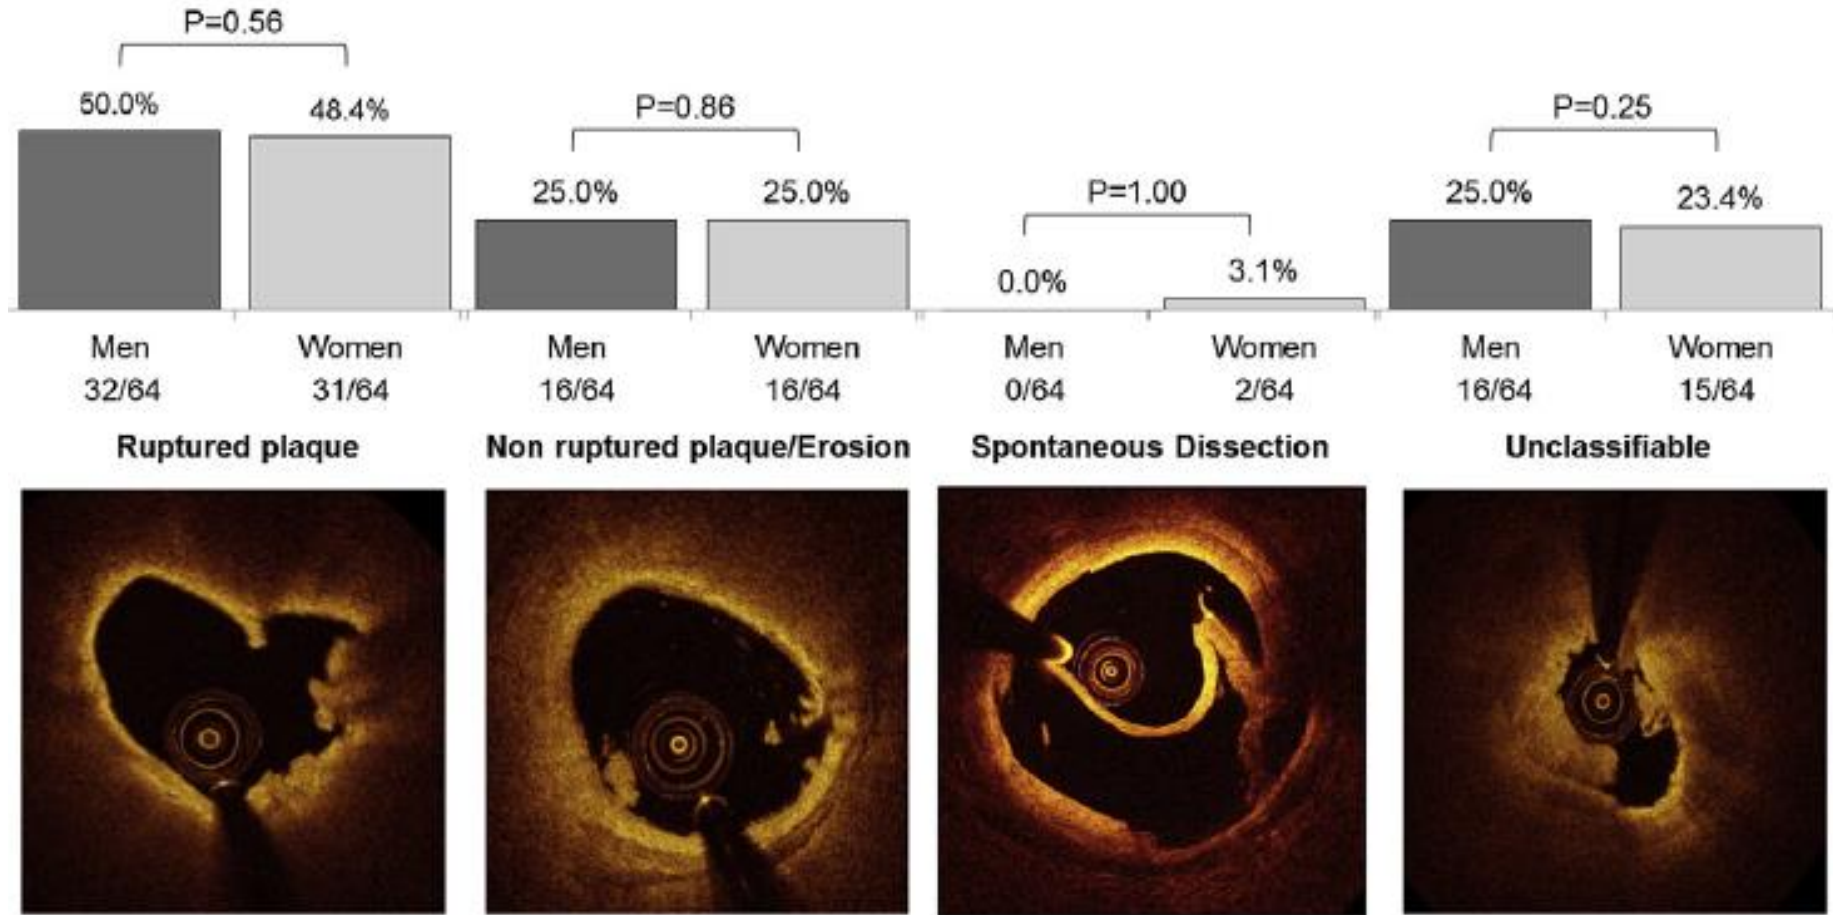 P=0.56
50.0% 48.4%
P=0.86
25.0% 25.0%
P=1.00
0.0% 3.1%
P=0.25
25.0% 23.4%
Men Women Men Women Men Women Men Women
32/64 31/64 16/64 16/64 0/64 2/64 16/64 15/64
Ruptured plaque Non ruptured plaque/Erosion Spontaneous Dissection Unclassifiable